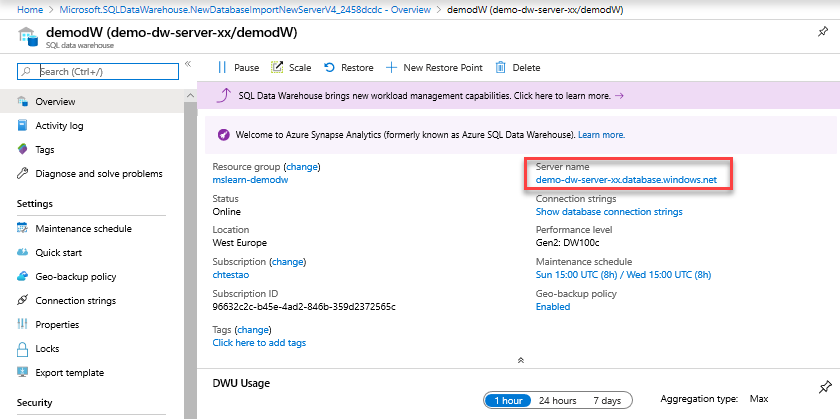 Home > Microsoft.SQLDataWarehouse.NewDatabaseImportNewServerV4_2458dcdc - Overview > demodW (demo-dw-server-xx/demodW)
demodW (demo-dw-server-xx/demodW)
SQL data warehouse
Search (Ctrl+/)
Overview
Activity log
Tags
Diagnose and solve problems
Settings
Maintenance schedule
Quick start
Geo-backup policy
Connection strings
Properties
Locks
Export template
Security
Pause Scale Restore New Restore Point Delete
SQL Data Warehouse brings new workload management capabilities. Click here to learn more. →
Welcome to Azure Synapse Analytics (formerly known as Azure SQL Data Warehouse). Learn more.
Resource group (change)
mslearn-demodw
Status
Online
Location
West Europe
Subscription (change)
chtestao
Subscription ID
96632c2c-b45e-4ad2-846b-359d2372565c
Tags (change)
Click here to add tags
Server name
demo-dw-server-xx.database.windows.net
Connection strings
Show database connection strings
Performance level
Gen2: DW100c
Maintenance schedule
Sun 15:00 UTC (8h) / Wed 15:00 UTC (8h)
Geo-backup policy
Enabled
DWU Usage
1 hour 24 hours 7 days Aggregation type: Max